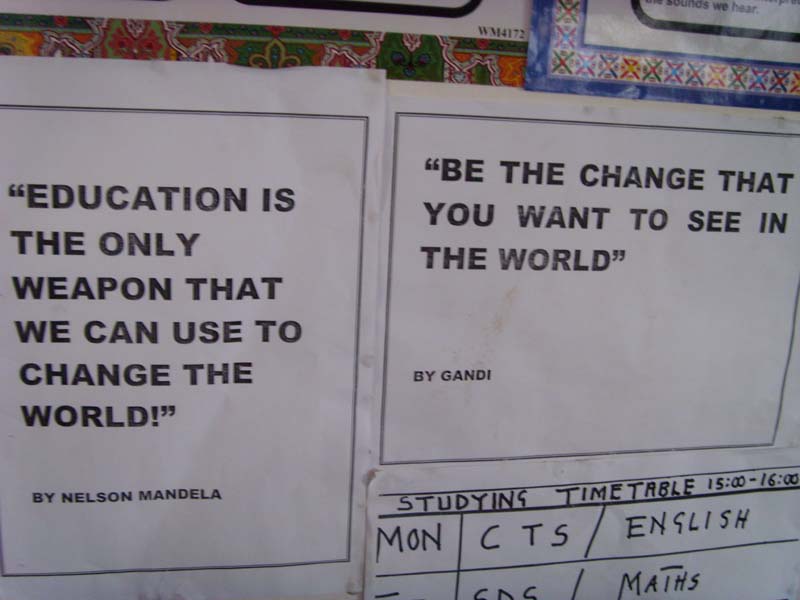 the sounds we hear.
WM4172
“EDUCATION IS
THE ONLY
WEAPON THAT
WE CAN USE TO
CHANGE THE
WORLD!”
BY NELSON MANDELA
“BE THE CHANGE THAT
YOU WANT TO SEE IN
THE WORLD”
BY GANDI
STUDYING TIMETABLE 15:00-16:00
MON CTS / ENGLISH
SDS / MATHS